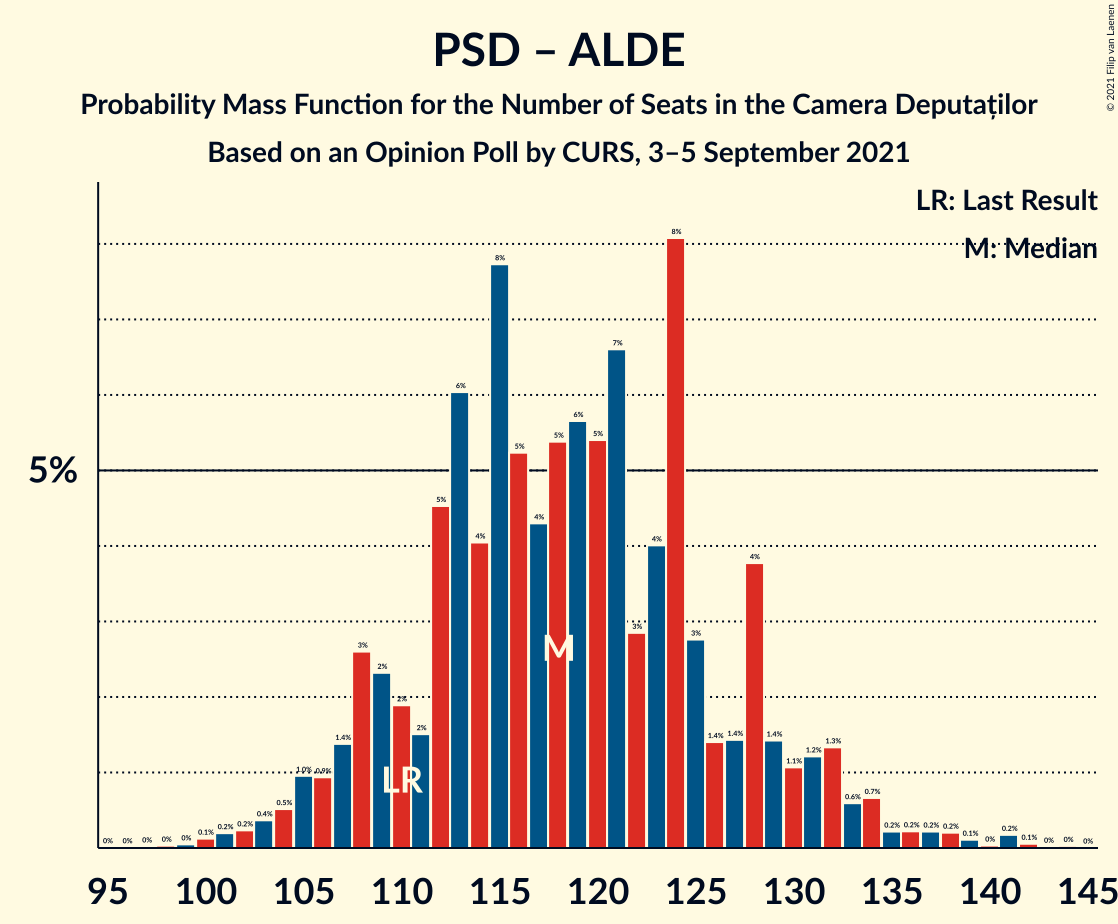 PSD – ALDE
Probability Mass Function for the Number of Seats in the Camera Deputaților
Based on an Opinion Poll by CURS, 3–5 September 2021
© 2021 Filip van Laenen
LR: Last Result
M: Median
5%
0% 0% 0% 0% 0% 0.1% 0.2% 0.2% 0.4% 0.5% 1.0% 0.9% 1.4% 3% 2% 2% 2% 5% 6% 4% 8% 5% 4% 5% 6% 5% 7% 3% 4% 8% 3% 1.4% 1.4% 4% 1.4% 1.1% 1.2% 1.3% 0.6% 0.7% 0.2% 0.2% 0.2% 0.2% 0.1% 0% 0.2% 0.1% 0% 0% 0%
M
LR
95 100 105 110 115 120 125 130 135 140 145